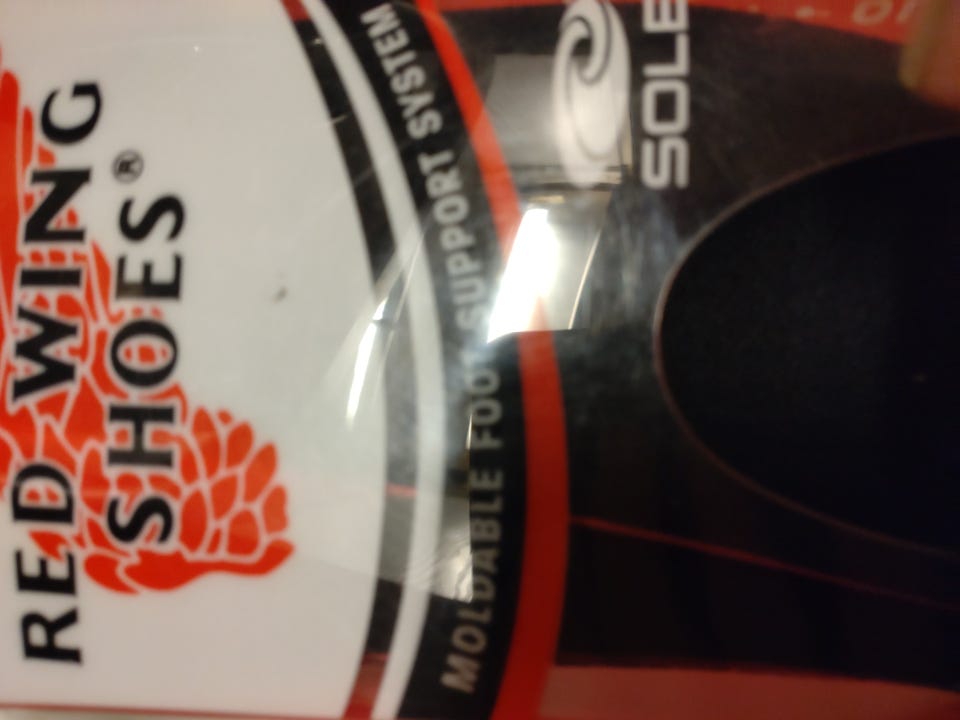 RED WING
SHOES®
MOLDABLE FOOT SUPPORT SYSTEM
SOLE